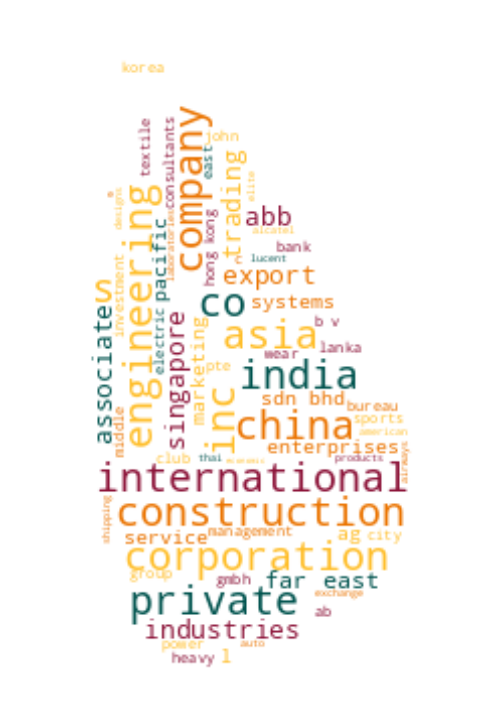 korea
company
john
textile
consultants
east
trading
elite
engineering
designs
laboratories
hong kong
abb
alcatel
bank
lucent
c
pacific
investment
export
s
co
systems
electric
associate
singapore
marketing
asia
b v
wear
lanka
pte
india
inc
sdn bhd
bureau
middle
china
sports
american
enterprises
club
thai
products
airways
international
shipping
construction
service
management
ag
city
corporation
group
gmbh
far east
private
exchange
ab
industries
power
auto
heavy
l